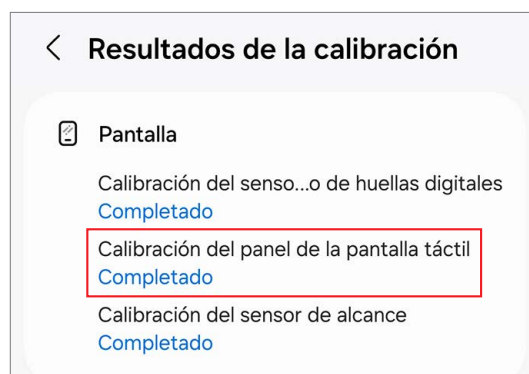 Resultados de la calibración
Pantalla
Calibración del senso...o de huellas digitales
Completado
Calibración del panel de la pantalla táctil
Completado
Calibración del sensor de alcance
Completado